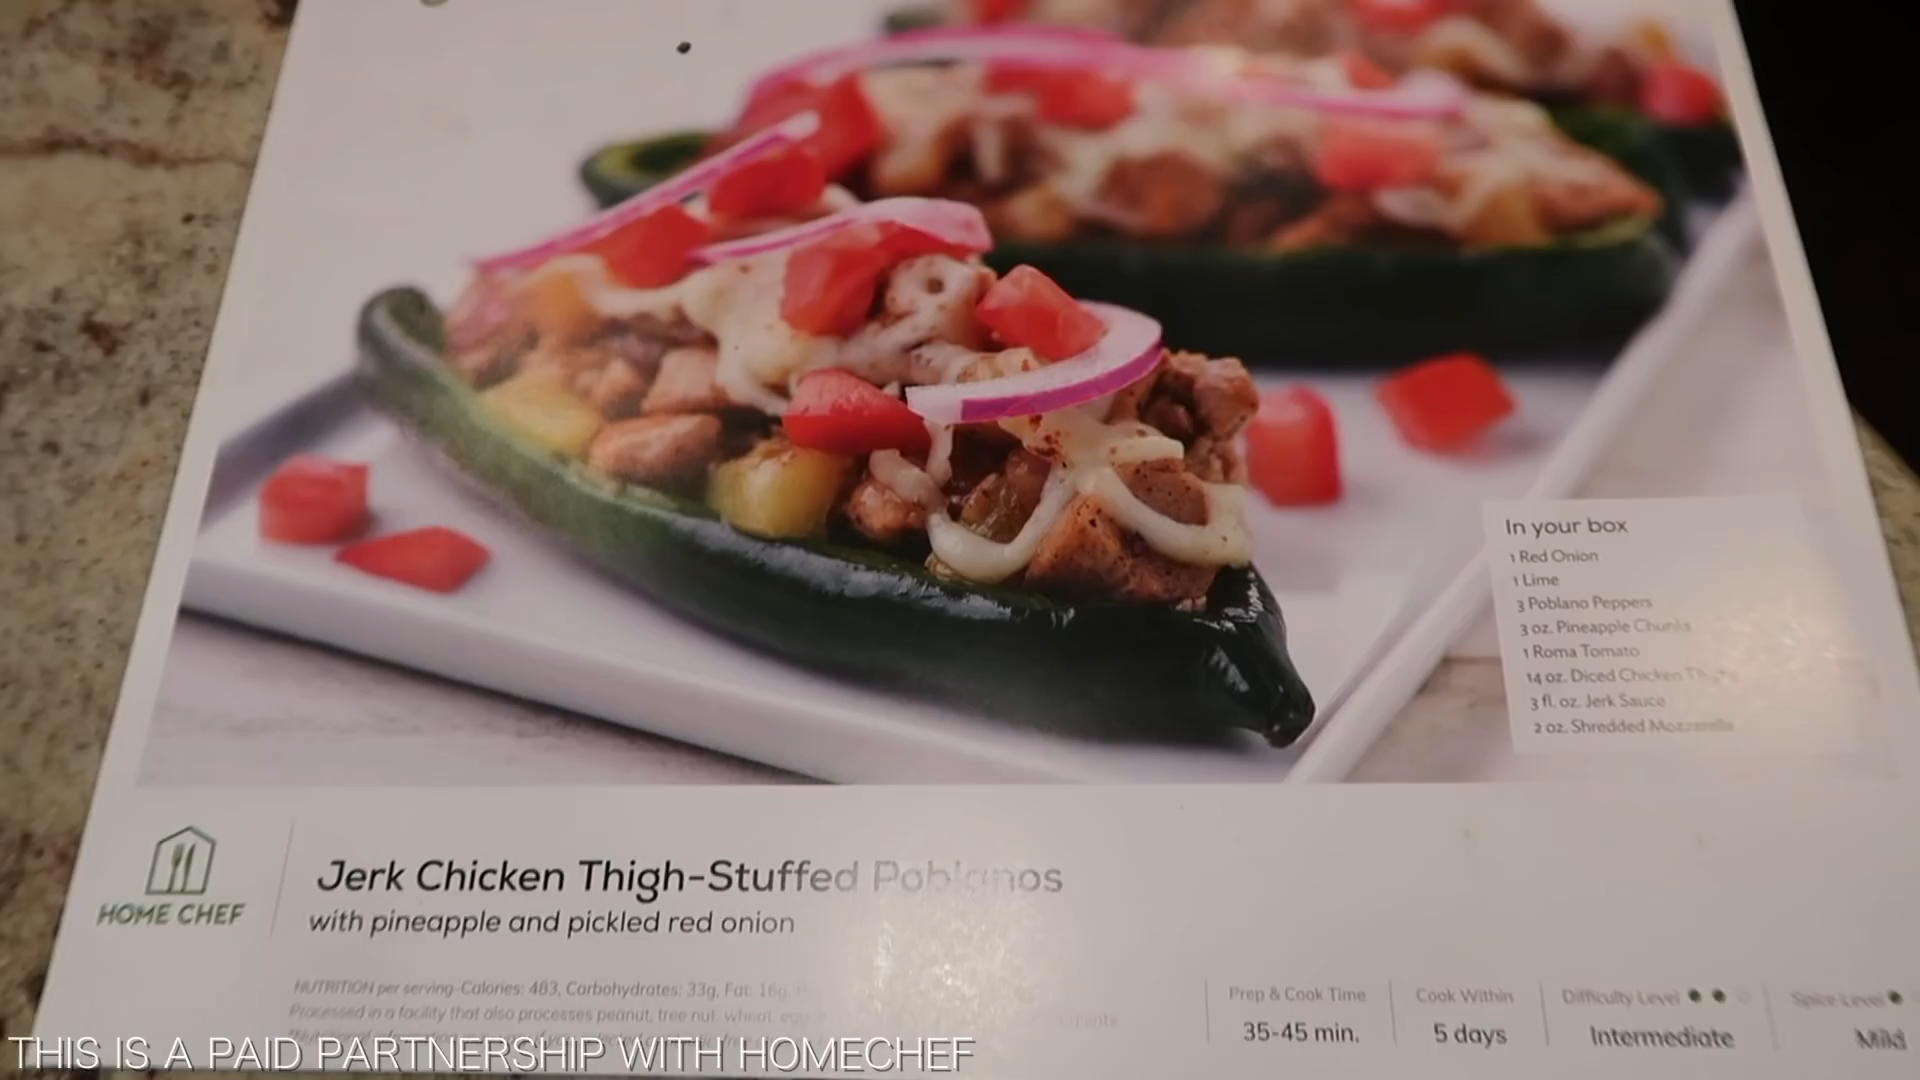 In your box
1 Red Onion
1 Lime
3 Poblano Peppers
3 oz. Pineapple Chunks
1 Roma Tomato
14 oz. Diced Chicken
3 fl. oz. Jerk Sauce
2 oz. Shredded Mozzarella
HOME CHEF
Jerk Chicken Thigh-Stuffed Poblanos
with pineapple and pickled red onion
NUTRITION per serving–Calories: 483, Carbohydrates: 33g, Fat: 16g,
Processed in a facility that also processes peanut, tree nut, wheat, egg
Prep & Cook Time
35-45 min.
Cook Within
5 days
Difficulty Level
Intermediate
Spice Level
Mild
THIS IS A PAID PARTNERSHIP WITH HOMECHEF